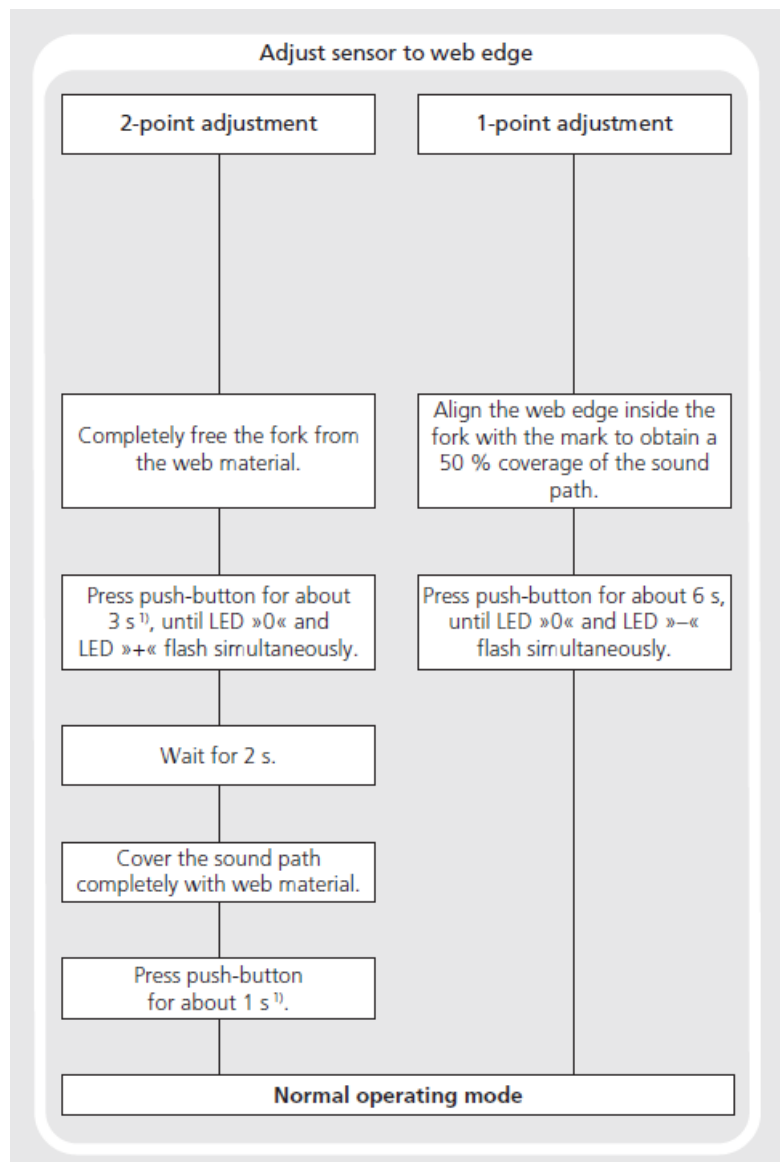 Adjust sensor to web edge
2-point adjustment
1-point adjustment
Completely free the fork from
the web material.
Align the web edge inside the
fork with the mark to obtain a
50 % coverage of the sound
path.
Press push-button for about
3 s ¹⁾, until LED »0« and
LED »+« flash simultaneously.
Press push-button for about 6 s,
until LED »0« and LED »–«
flash simultaneously.
Wait for 2 s.
Cover the sound path
completely with web material.
Press push-button
for about 1 s ¹⁾.
Normal operating mode